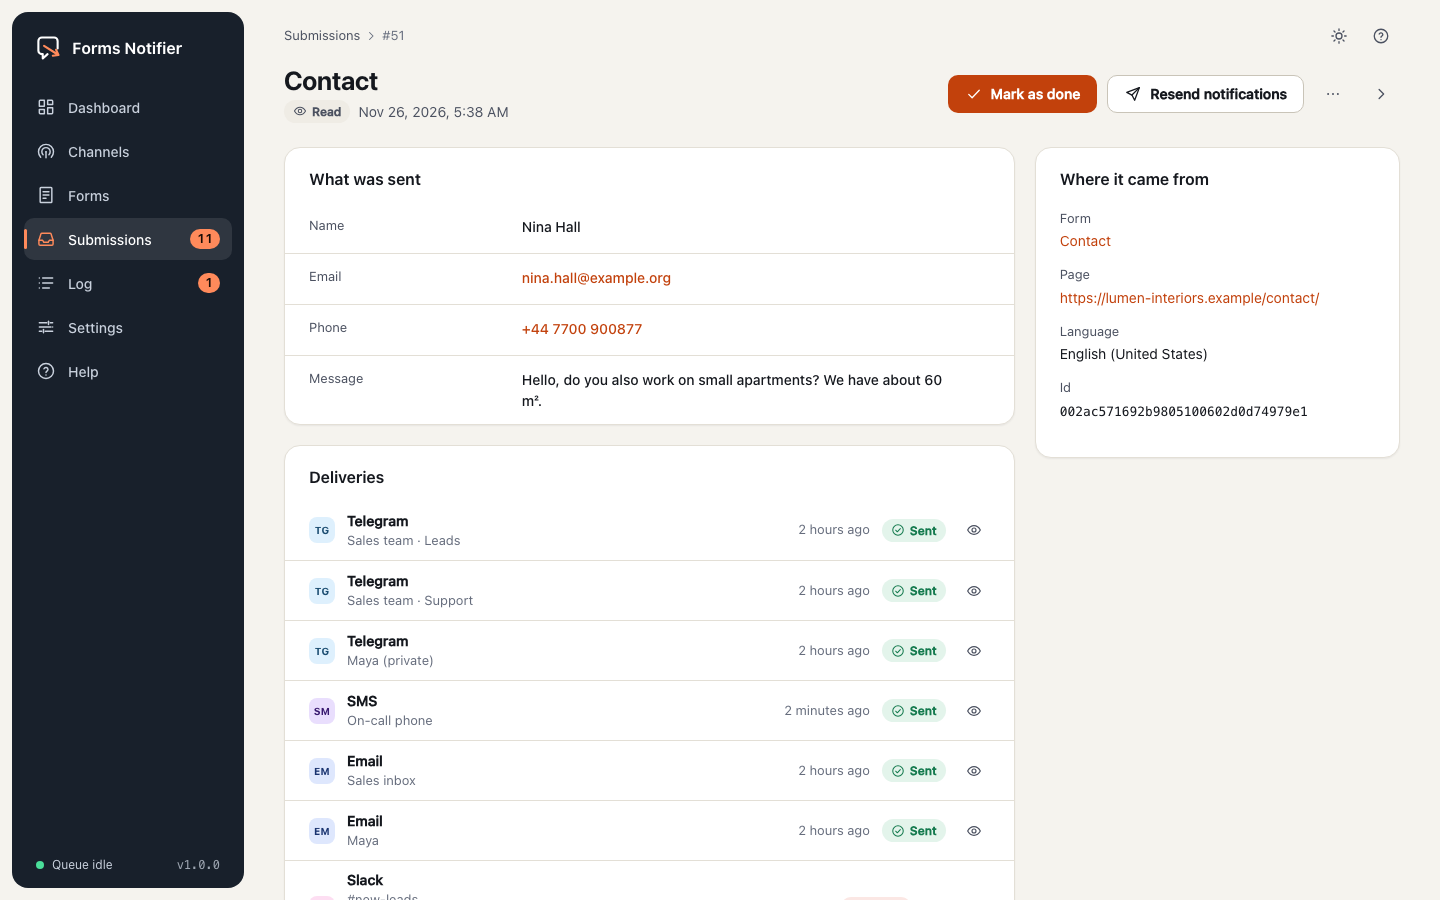 Forms Notifier
Dashboard
Channels
Forms
Submissions 11
Log 1
Settings
Help
Queue idle v1.0.0
Submissions > #51
Contact
Read Nov 26, 2026, 5:38 AM
Mark as done
Resend notifications
What was sent
Name Nina Hall
Email nina.hall@example.org
Phone +44 7700 900877
Message Hello, do you also work on small apartments? We have about 60
m².
Deliveries
TG Telegram
Sales team · Leads
2 hours ago Sent
TG Telegram
Sales team · Support
2 hours ago Sent
TG Telegram
Maya (private)
2 hours ago Sent
SM SMS
On-call phone
2 minutes ago Sent
EM Email
Sales inbox
2 hours ago Sent
EM Email
Maya
2 hours ago Sent
Slack
#new-leads
Where it came from
Form
Contact
Page
https://lumen-interiors.example/contact/
Language
English (United States)
Id
002ac571692b9805100602d0d74979e1